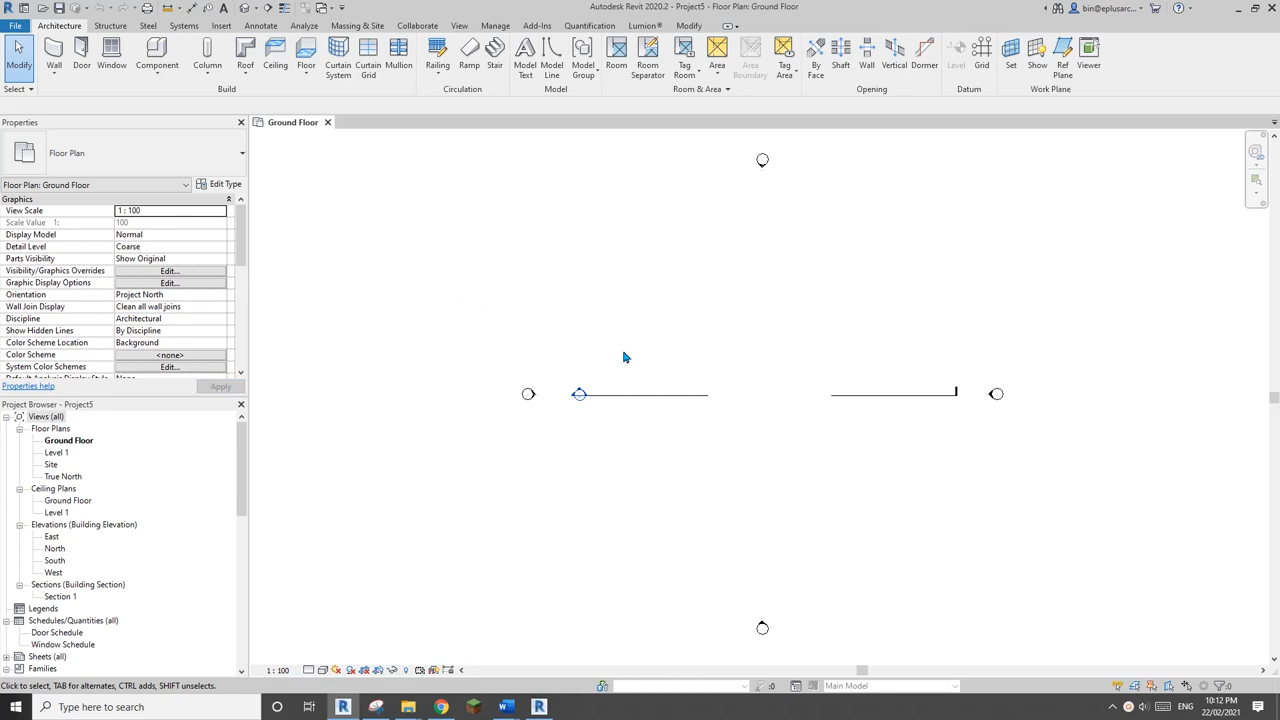 Autodesk Revit 2020.2 - Project5 - Floor Plan: Ground Floor
bin@eplusarc...
File Architecture Structure Steel Systems Insert Annotate Analyze Massing & Site Collaborate View Manage Add-Ins Quantification Lumion® Modify
Modify Wall Door Window Component Column Roof Ceiling Floor Curtain System Curtain Grid Mullion Railing Ramp Stair Model Text Model Line Model Group Room Room Separator Tag Room Area Area Boundary Tag Area By Face Shaft Wall Vertical Dormer Level Grid Set Show Ref Plane Viewer
Select Build Circulation Model Room & Area Opening Datum Work Plane
Properties
Ground Floor
Floor Plan
Floor Plan: Ground Floor Edit Type
Graphics
View Scale 1 : 100
Scale Value 1: 100
Display Model Normal
Detail Level Coarse
Parts Visibility Show Original
Visibility/Graphics Overrides Edit...
Graphic Display Options Edit...
Orientation Project North
Wall Join Display Clean all wall joins
Discipline Architectural
Show Hidden Lines By Discipline
Color Scheme Location Background
Color Scheme <none>
System Color Schemes Edit...
Default Analysis Display Style None
Properties help Apply
Project Browser - Project5
Views (all)
Floor Plans
Ground Floor
Level 1
Site
True North
Ceiling Plans
Ground Floor
Level 1
Elevations (Building Elevation)
East
North
South
West
Sections (Building Section)
Section 1
Legends
Schedules/Quantities (all)
Door Schedule
Window Schedule
Sheets (all)
Families
1 : 100
Click to select, TAB for alternates, CTRL adds, SHIFT unselects.
:0 Main Model :0
Type here to search
ENG
10:12 PM
22/02/2021